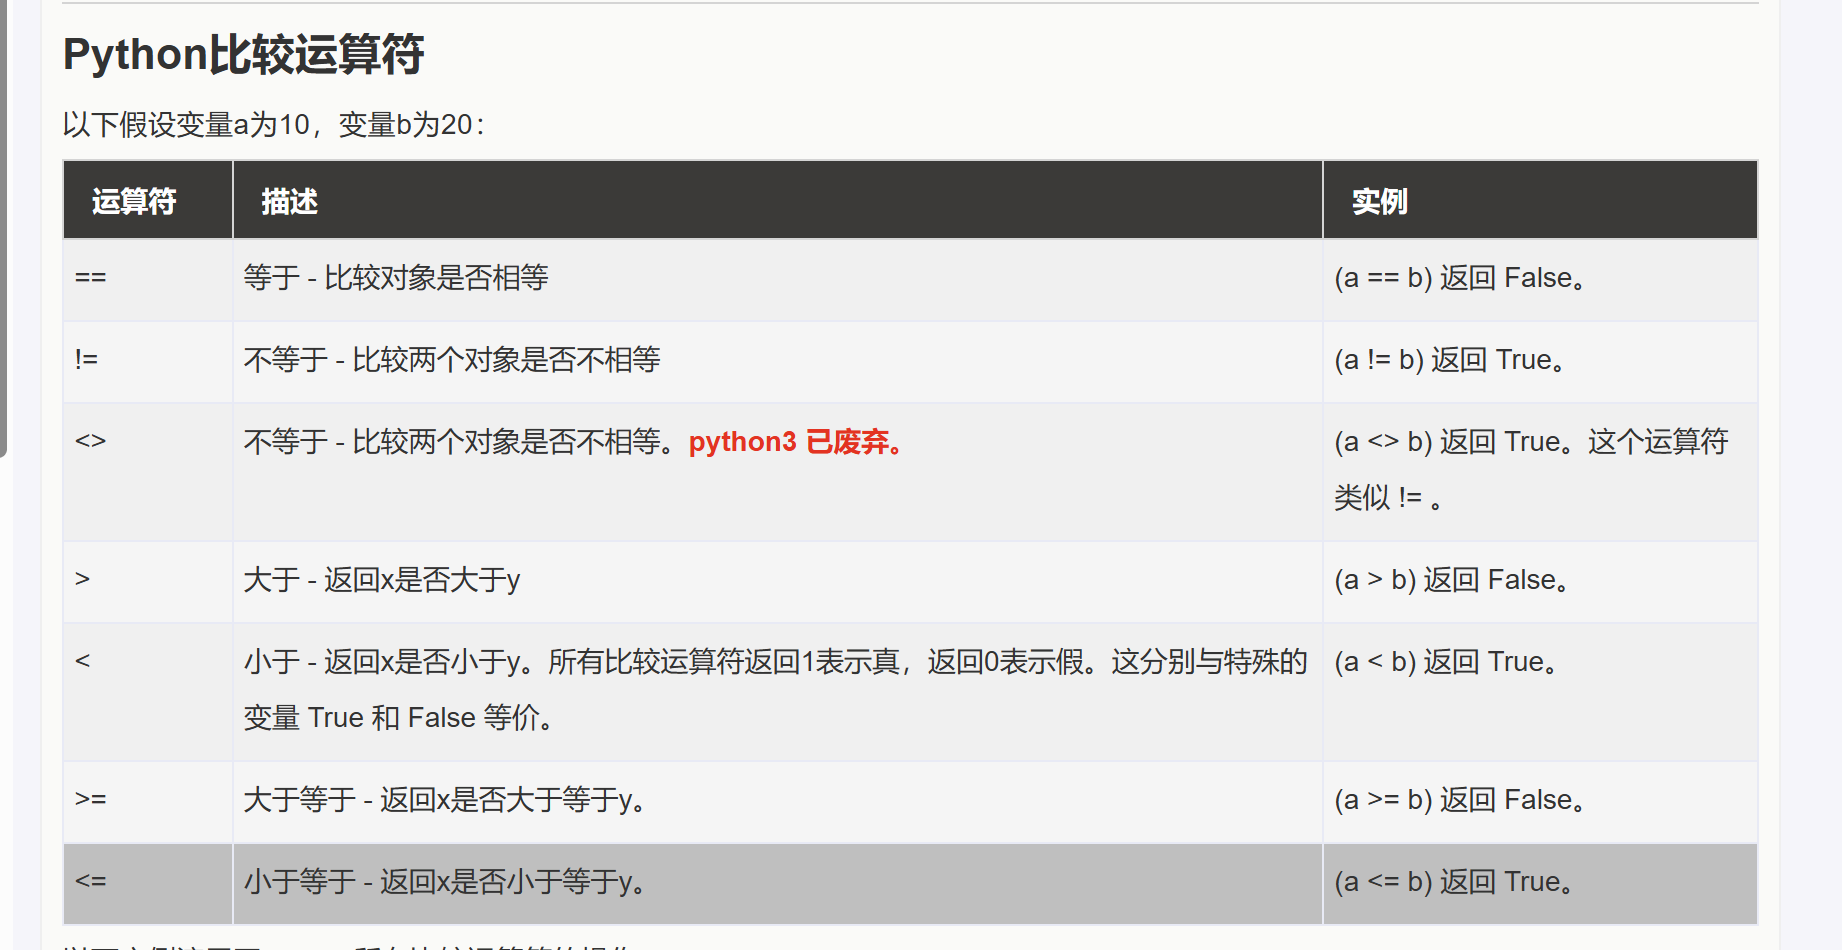 Python比较运算符
以下假设变量a为10，变量b为20：
运算符 描述 实例
== 等于 - 比较对象是否相等 (a == b) 返回 False。
!= 不等于 - 比较两个对象是否不相等 (a != b) 返回 True。
<> 不等于 - 比较两个对象是否不相等。python3 已废弃。 (a <> b) 返回 True。这个运算符
类似 != 。
> 大于 - 返回x是否大于y (a > b) 返回 False。
< 小于 - 返回x是否小于y。所有比较运算符返回1表示真，返回0表示假。这分别与特殊的 (a < b) 返回 True。
变量 True 和 False 等价。
>= 大于等于 - 返回x是否大于等于y。 (a >= b) 返回 False。
<= 小于等于 - 返回x是否小于等于y。 (a <= b) 返回 True。